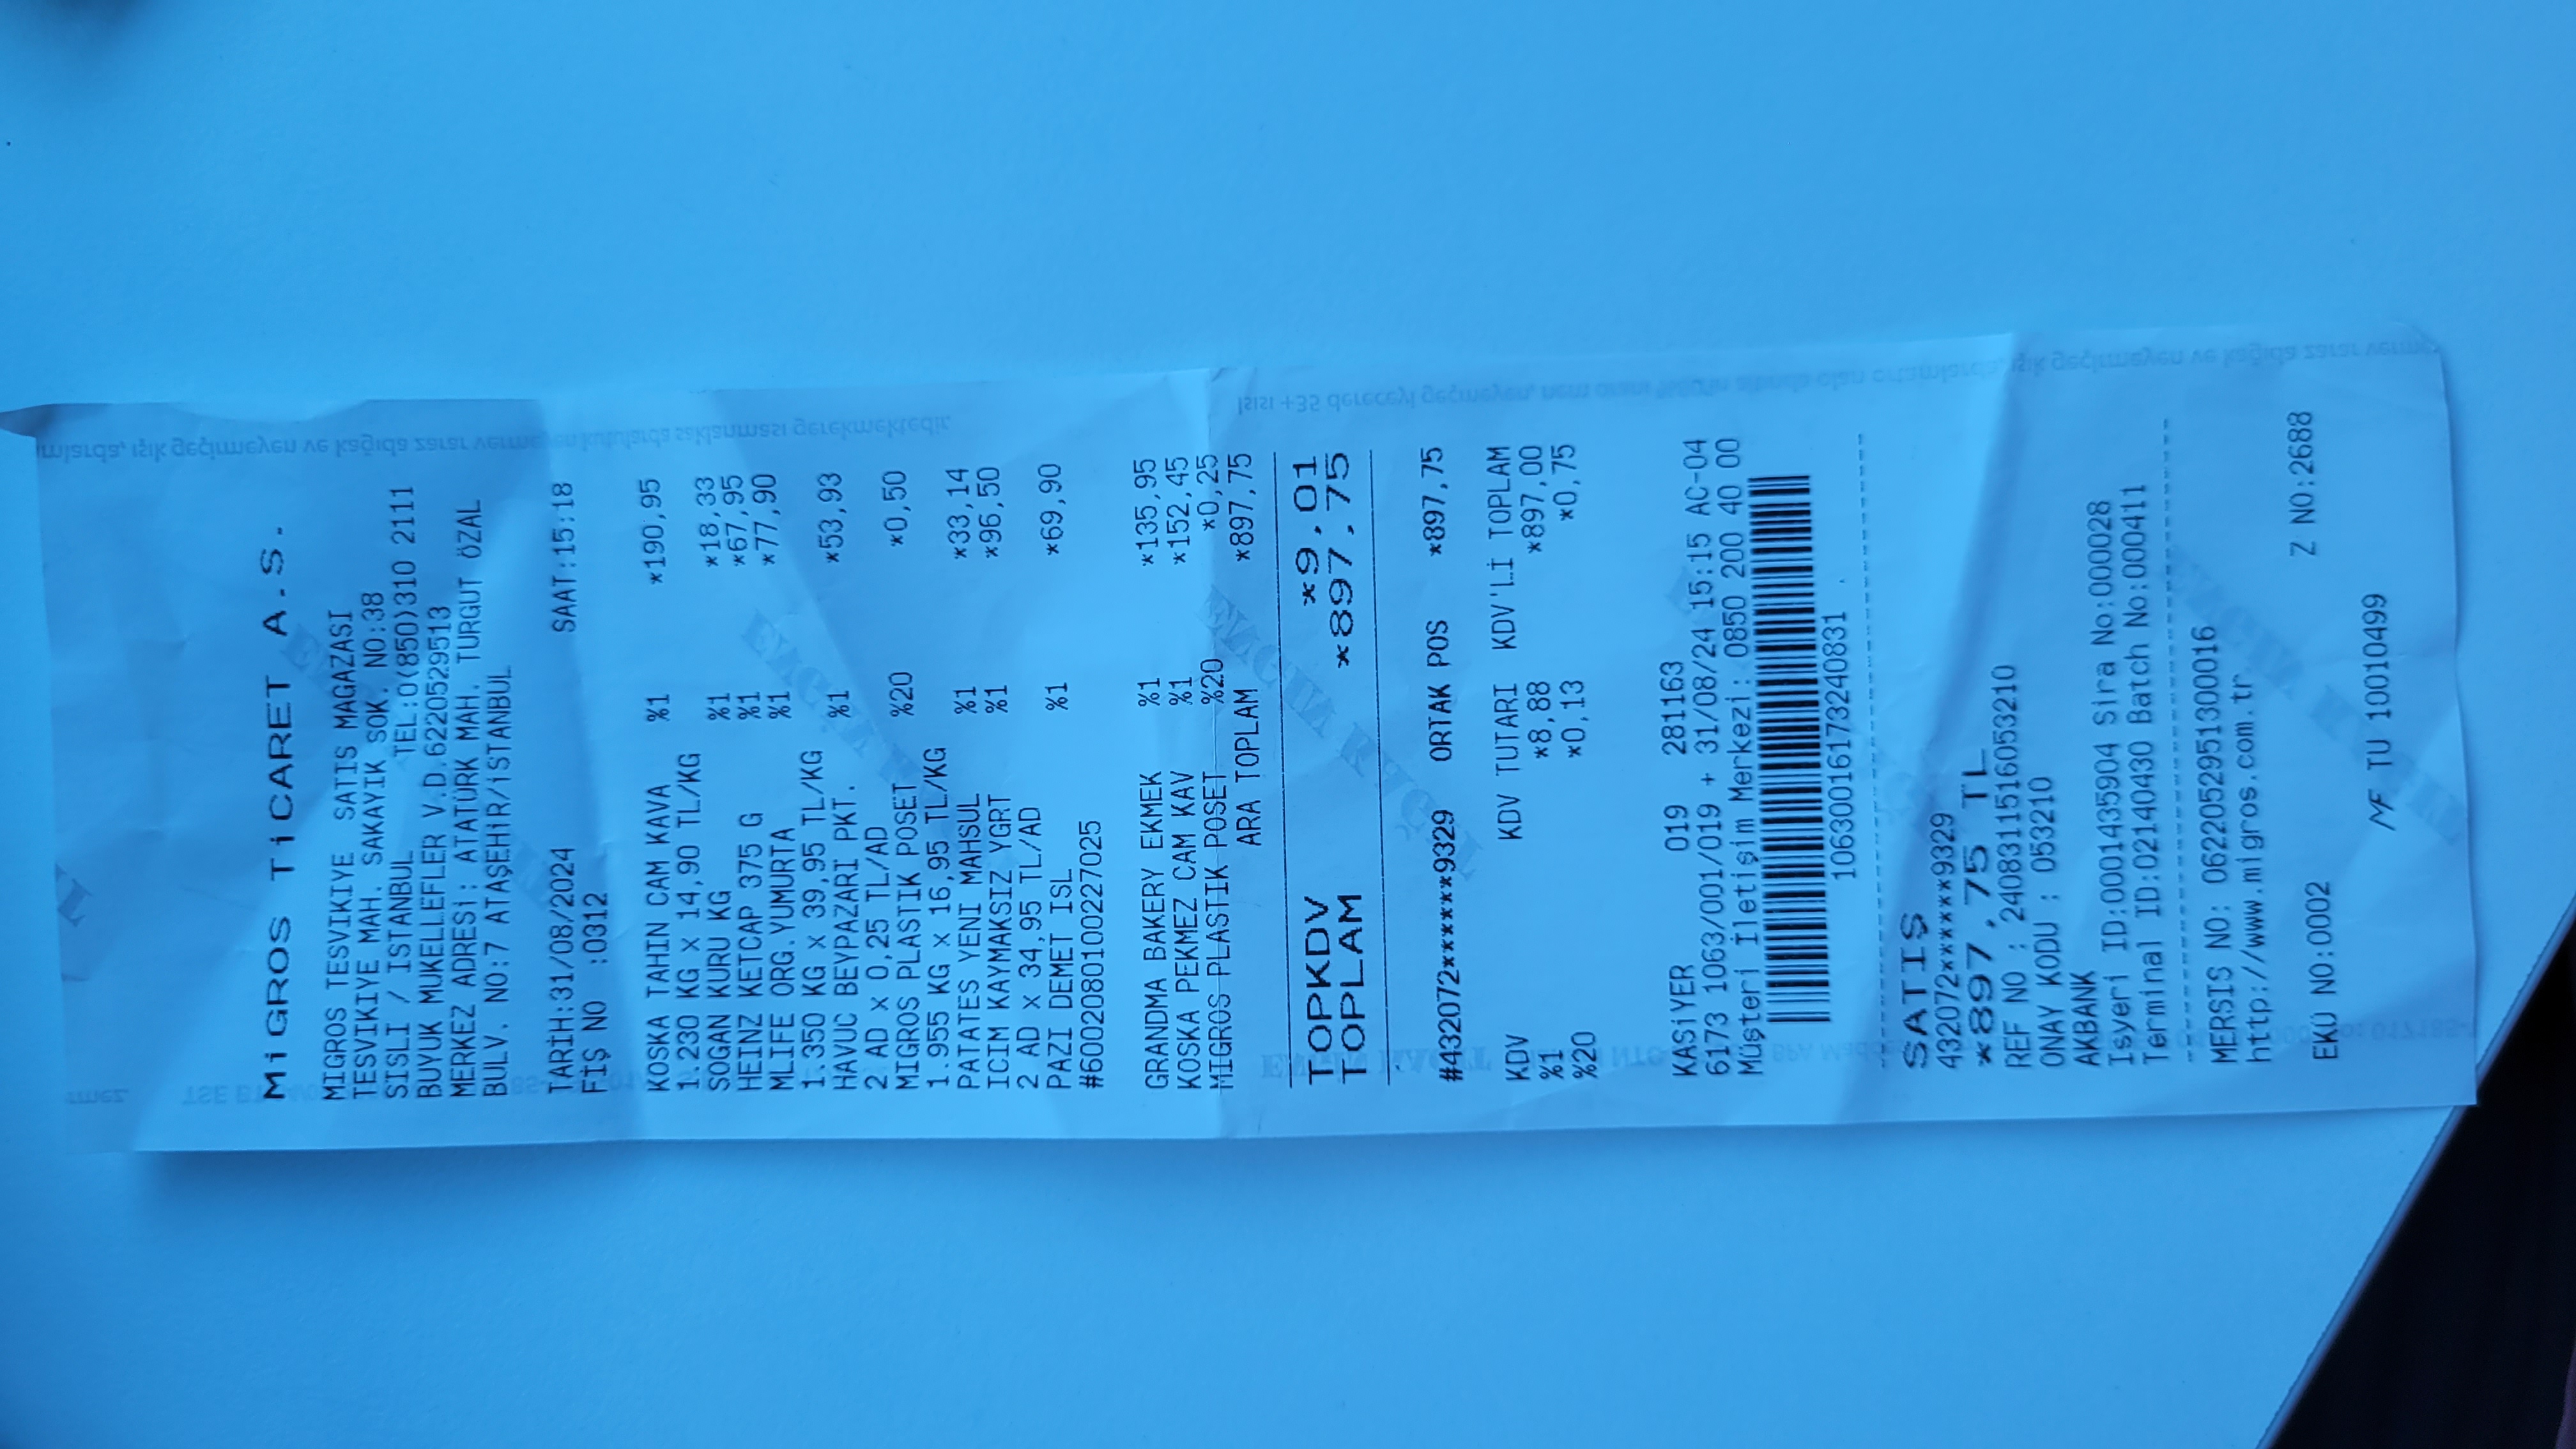 MiGROS TiCARET A.S.
MIGROS TESVIKIYE SATIS MAGAZASI
TESVIKIYE MAH. SAKAYIK SOK. NO:38
SISLI / ISTANBUL TEL:0(850)310 2111
BUYUK MUKELLEFLER V.D.6220529513
MERKEZ ADRESi: ATATÜRK MAH. TURGUT ÖZAL
BULV. NO:7 ATAŞEHiR/iSTANBUL
TARİH:31/08/2024 SAAT:15:18
FİŞ NO :0312
KOSKA TAHIN CAM KAVA %1 *190,95
1.230 KG x 14,90 TL/KG
SOGAN KURU KG %1 *18,33
HEINZ KETCAP 375 G %1 *67,95
MLIFE ORG.YUMURTA %1 *77,90
1.350 KG x 39,95 TL/KG
HAVUC BEYPAZARI PKT. %1 *53,93
2 AD x 0,25 TL/AD
MIGROS PLASTIK POSET %20 *0,50
1.955 KG x 16,95 TL/KG
PATATES YENI MAHSUL %1 *33,14
ICIM KAYMAKSIZ YGRT %1 *96,50
2 AD x 34,95 TL/AD
PAZI DEMET ISL %1 *69,90
#6002080100227025
GRANDMA BAKERY EKMEK %1 *135,95
KOSKA PEKMEZ CAM KAV %1 *152,45
MIGROS PLASTIK POSET %20 *0,25
ARA TOPLAM *897,75
TOPKDV *9,01
TOPLAM *897,75
#432072******9329 ORTAK POS *897,75
KDV KDV TUTARI KDV'Lİ TOPLAM
%1 *8,88 *897,00
%20 *0,13 *0,75
KASiYER 019 281163
6173 1063/001/019 + 31/08/24 15:15 AC-04
Müşteri İletişim Merkezi: 0850 200 40 00
10630016173240831
SATIŞ
432072******9329
*897,75 TL
REF NO : 2408311516053210
ONAY KODU : 053210
AKBANK
Isyeri ID:0001435904 Sira No:000028
Terminal ID:02140430 Batch No:000411
MERSIS NO: 0622052951300016
http://www.migros.com.tr
EKÜ NO:0002 Z NO:2688
MF TU 10010499